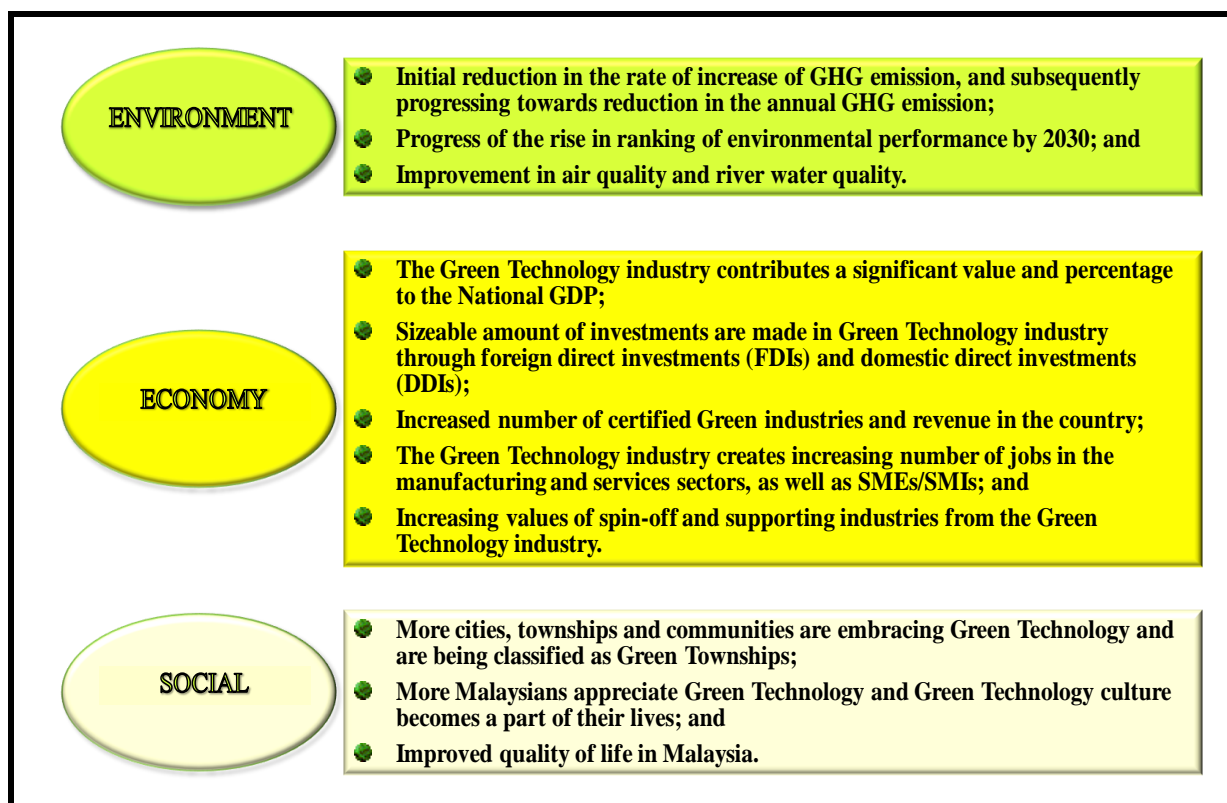 ENVIRONMENT
Initial reduction in the rate of increase of GHG emission, and subsequently
progressing towards reduction in the annual GHG emission;
Progress of the rise in ranking of environmental performance by 2030; and
Improvement in air quality and river water quality.
ECONOMY
The Green Technology industry contributes a significant value and percentage
to the National GDP;
Sizeable amount of investments are made in Green Technology industry
through foreign direct investments (FDIs) and domestic direct investments
(DDIs);
Increased number of certified Green industries and revenue in the country;
The Green Technology industry creates increasing number of jobs in the
manufacturing and services sectors, as well as SMEs/SMIs; and
Increasing values of spin-off and supporting industries from the Green
Technology industry.
SOCIAL
More cities, townships and communities are embracing Green Technology and
are being classified as Green Townships;
More Malaysians appreciate Green Technology and Green Technology culture
becomes a part of their lives; and
Improved quality of life in Malaysia.